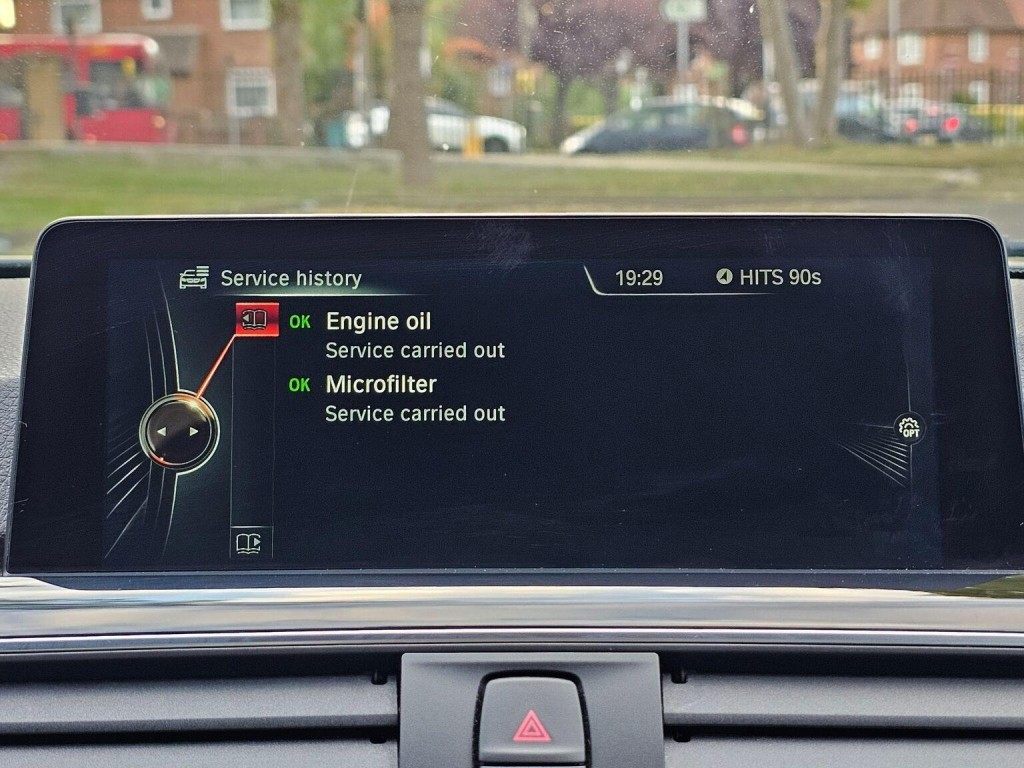 Service history
19:29
HITS 90s
OK Engine oil
Service carried out
OK Microfilter
Service carried out
OPT